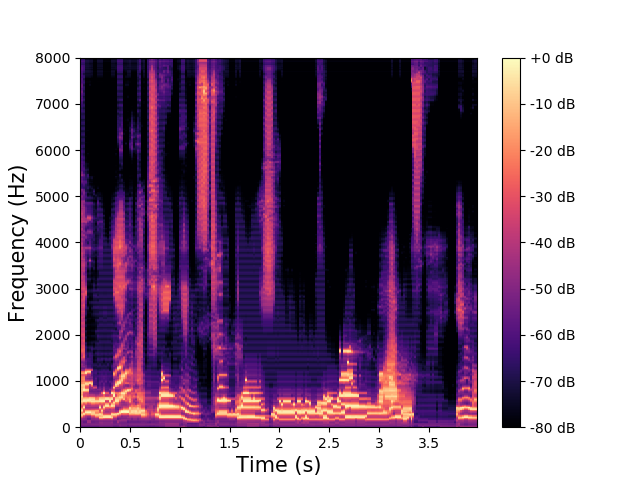 8000
7000
6000
5000
4000
3000
2000
1000
0
Frequency (Hz)
0 0.5 1 1.5 2 2.5 3 3.5
Time (s)
+0 dB
-10 dB
-20 dB
-30 dB
-40 dB
-50 dB
-60 dB
-70 dB
-80 dB